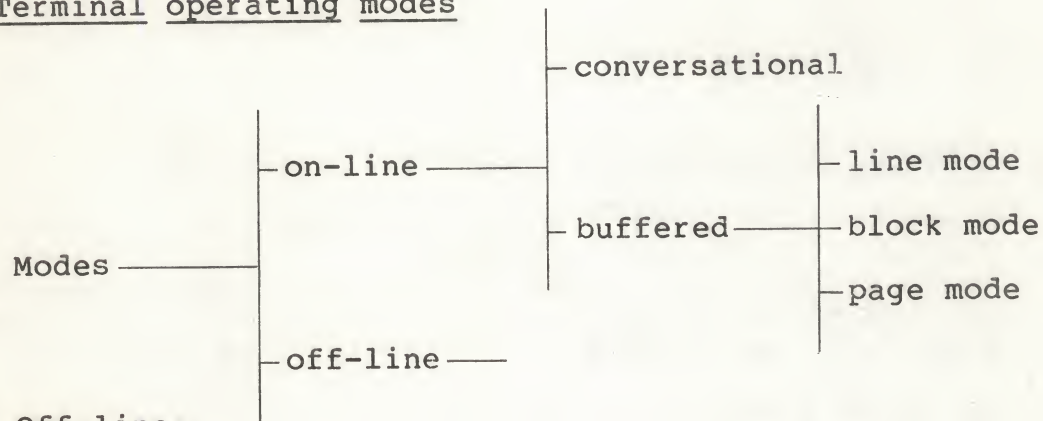 Terminal operating modes
conversational
on-line
line mode
buffered
block mode
Modes
page mode
off-line